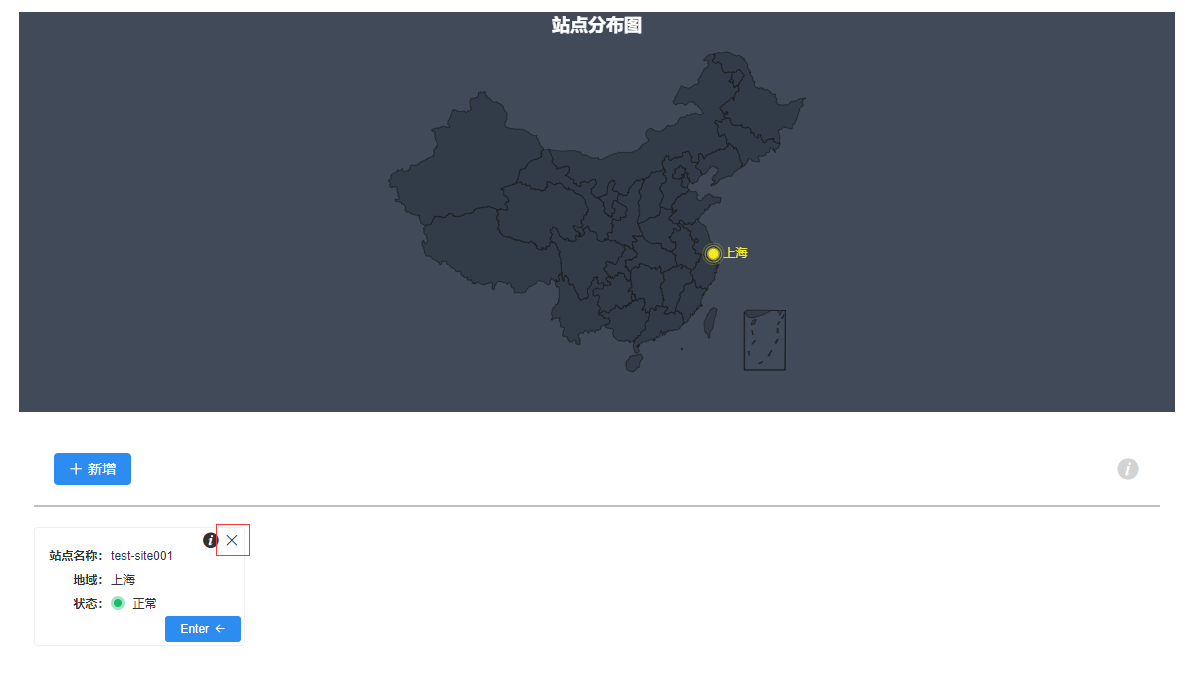 站点分布图
上海
新增
站点名称： test-site001
地域： 上海
状态： 正常
Enter